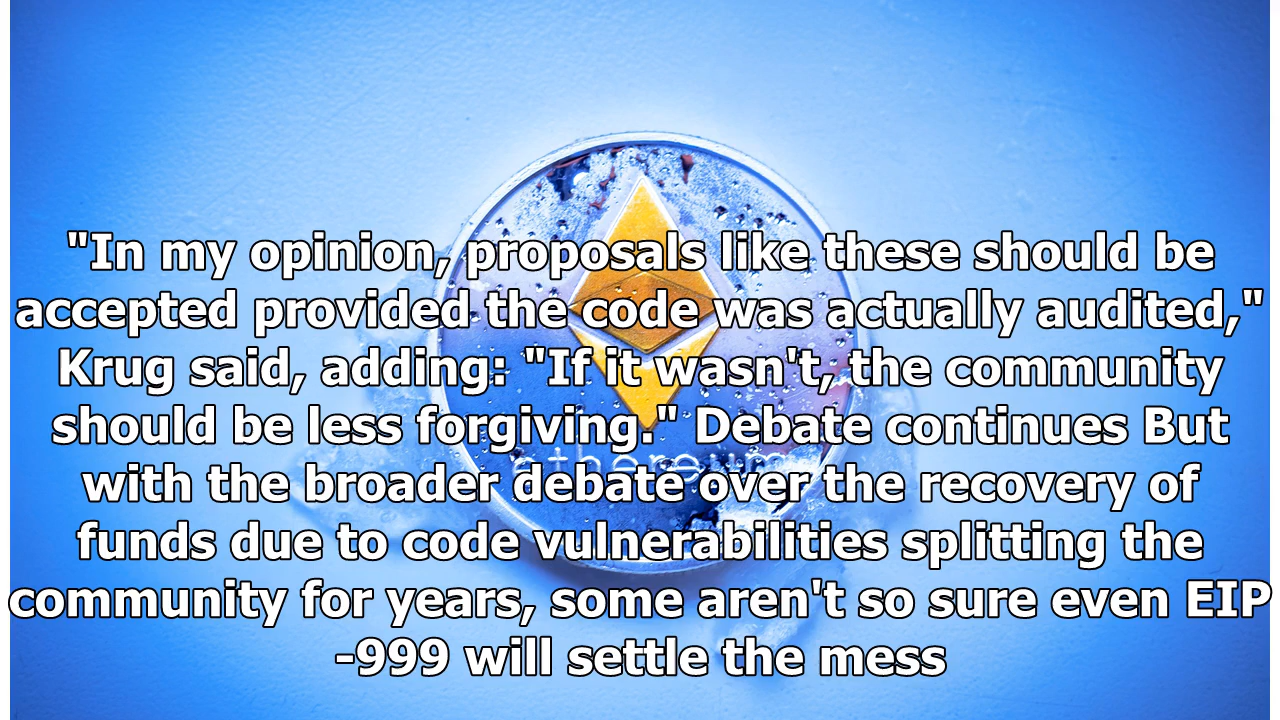 "In my opinion, proposals like these should be
accepted provided the code was actually audited,"
Krug said, adding: "If it wasn't, the community
should be less forgiving." Debate continues But
with the broader debate over the recovery of
funds due to code vulnerabilities splitting the
community for years, some aren't so sure even EIP
-999 will settle the mess
ethereum